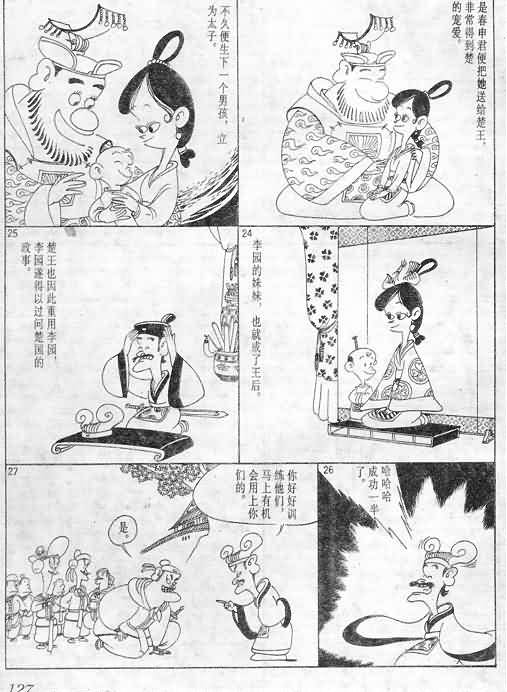 是春申君便把她送给楚王，
非常得到楚
的宠爱。
不久便生下一个男孩，立
为太子。
24
李园的妹妹，也就成了王后。
25
楚王也因此重用李园，
李园遂得以过问楚国的
政事。
26
哈哈哈
成功一半
了。
27
你好好训
练他们，
马上有机
会用上你
们的。
是。
127